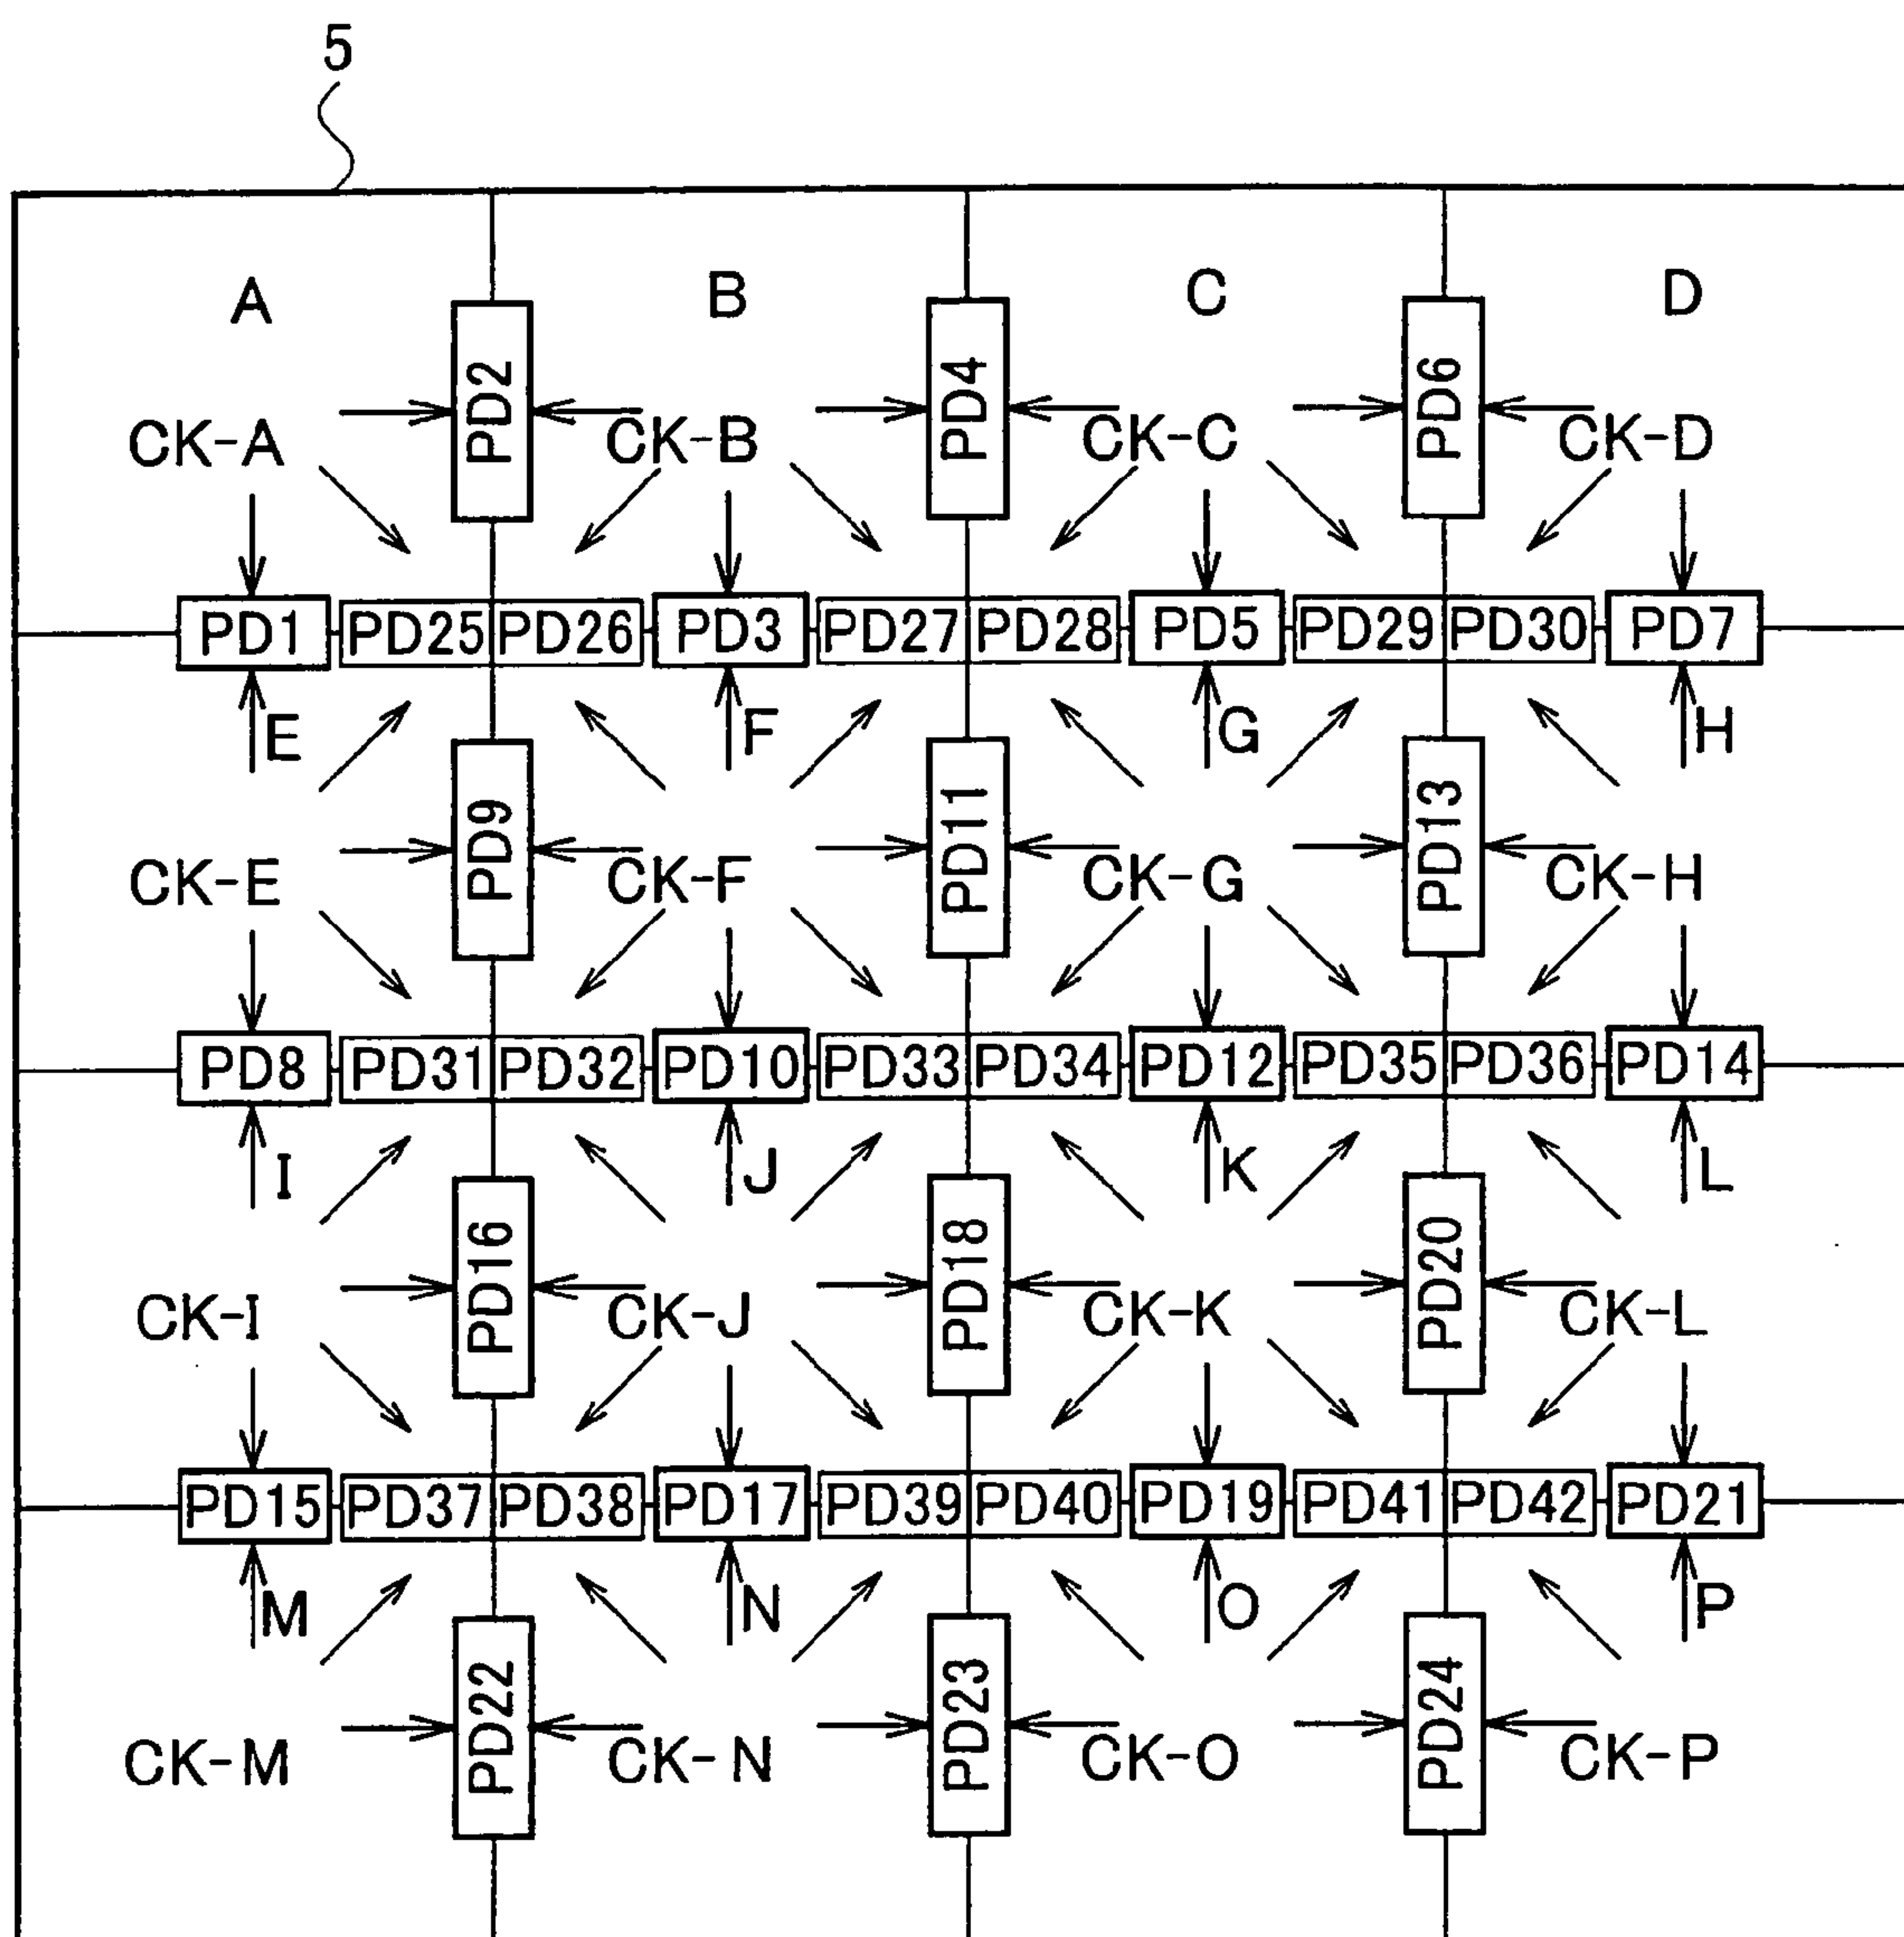 5
A B C D
PD2 PD4 PD6
CK-A CK-B CK-C CK-D
PD1 PD25 PD26 PD3 PD27 PD28 PD5 PD29 PD30 PD7
E F G H
PD9 PD11 PD13
CK-E CK-F CK-G CK-H
PD8 PD31 PD32 PD10 PD33 PD34 PD12 PD35 PD36 PD14
I J K L
PD16 PD18 PD20
CK-I CK-J CK-K CK-L
PD15 PD37 PD38 PD17 PD39 PD40 PD19 PD41 PD42 PD21
M N O P
PD22 PD23 PD24
CK-M CK-N CK-O CK-P